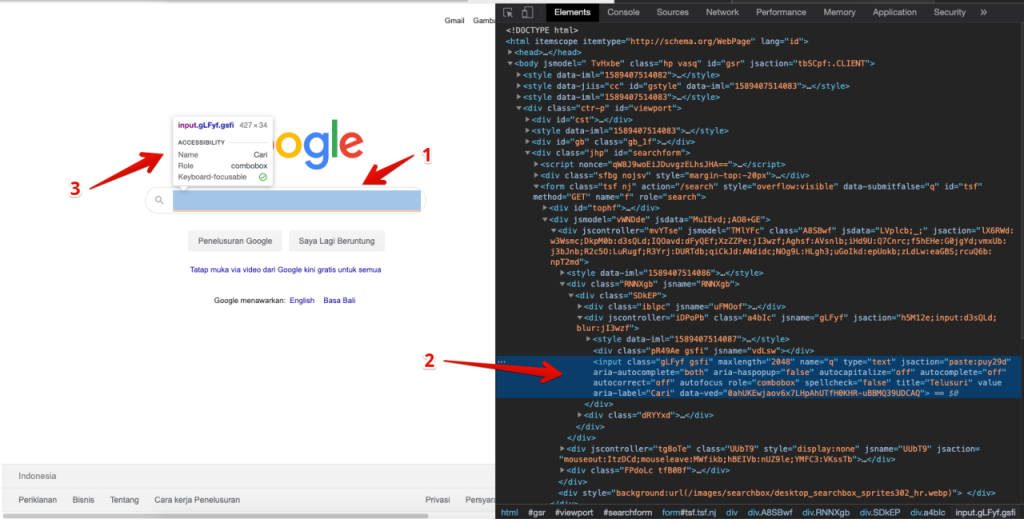 Gmail Gamba
input.gLFyf.gsfi 427 × 34
ACCESSIBILITY
Name Cari
Role combobox
Keyboard-focusable
ogle
1
3
Penelusuran Google Saya Lagi Beruntung
Tatap muka via video dari Google kini gratis untuk semua
Google menawarkan: English Basa Bali
2
Indonesia
Periklanan Bisnis Tentang Cara kerja Penelusuran Privasi Persyara
Elements Console Sources Network Performance Memory Application Security »
<!DOCTYPE html>
<html itemscope itemtype="http://schema.org/WebPage" lang="id">
<head>…</head>
<body jsmodel=" TvHxbe" class="hp vasq" id="gsr" jsaction="tbSCpf:.CLIENT">
<style data-iml="1589407514082">…</style>
<style data-jiis="cc" id="gstyle" data-iml="1589407514083">…</style>
<div class="ctr-p" id="viewport">
<div id="cst">…</div>
<style data-iml="1589407514083">…</style>
<div id="gb" class="gb_1f">…</div>
<div class="jhp" id="searchform">
<script nonce="qW8J9woEiJDuvgzELhsJHA==">…</script>
<div class="sfbg nojsv" style="margin-top:-20px">…</div>
<form class="tsf nj" action="/search" style="overflow:visible" data-submitfalse="q" id="tsf"
method="GET" name="f" role="search">
<div id="tophf">…</div>
<div jsmodel="vWNDde" jsdata="MuIEvd;;AO8+GE">
<div jscontroller="mvYTse" jsmodel="TMlYFc" class="A8SBwf" jsdata="LVplcb;_;" jsaction="lX6RWd:
w3Wsmc;DkpM0b:d3sQLd;IQOavd:dFyQEf;XzZZPe:jI3wzf;Aghsf:AVsnlb;iHd9U:Q7Cnrc;f5hEHe:G0jgYd;vmxUb:
j3bJnb;R2c5O:LuRugf;R3Yrj:DURTdb;qiCkJd:ANdidc;NOg9L:HLgh3;uGoIkd:epUokb;zLdLw:eaGBS;rcuQ6b:
npT2md">
<style data-iml="1589407514086">…</style>
<div class="RNNXgb" jsname="RNNXgb">
<div class="SDkEP">
<div class="iblpc" jsname="uFMOof">…</div>
<div jscontroller="iDPoPb" class="a4bIc" jsname="gLFyf" jsaction="h5M12e;input:d3sQLd;
blur:jI3wzf">
<style data-iml="1589407514087">…</style>
<div class="pR49Ae gsfi" jsname="vdLsw"></div>
… <input class="gLFyf gsfi" maxlength="2048" name="q" type="text" jsaction="paste:puy29d"
aria-autocomplete="both" aria-haspopup="false" autocapitalize="off" autocomplete="off"
autocorrect="off" autofocus role="combobox" spellcheck="false" title="Telusuri" value
aria-label="Cari" data-ved="0ahUKEwjaov6x7LHpAhUTfH0KHR-uBBMQ39UDCAQ"> == $0
</div>
<div class="dRYYxd">…</div>
</div>
</div>
<div jscontroller="tg8oTe" class="UUbT9" style="display:none" jsname="UUbT9" jsaction=
"mouseout:ItzDCd;mouseleave:MWfikb;hBEIVb:nUZ9le;YMFC3:VKssTb">…</div>
<div class="FPdoLc tfB0Bf">…</div>
</div>
<div style="background:url(/images/searchbox/desktop_searchbox_sprites302_hr.webp)"> </div>
</div>
html #gsr #viewport #searchform form#tsf.tsf.nj div div.A8SBwf div.RNNXgb div.SDkEP div.a4bIc input.gLFyf.gsfi